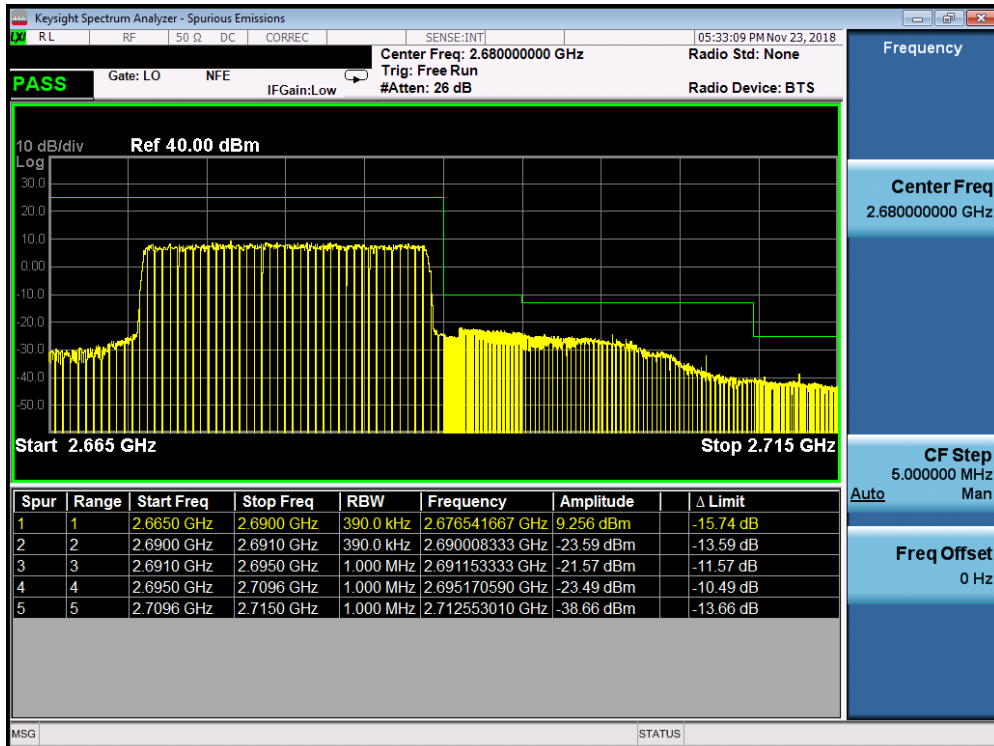 Keysight Spectrum Analyzer - Spurious Emissions
LXI RL RF 50 Ω DC CORREC SENSE:INT 05:33:09 PM Nov 23, 2018
Center Freq: 2.680000000 GHz Radio Std: None
PASS Gate: LO NFE Trig: Free Run
IFGain:Low #Atten: 26 dB Radio Device: BTS
10 dB/div Ref 40.00 dBm
Log
30.0
20.0
10.0
0.00
-10.0
-20.0
-30.0
-40.0
-50.0
Start 2.665 GHz Stop 2.715 GHz
Spur Range Start Freq Stop Freq RBW Frequency Amplitude Δ Limit
1 1 2.6650 GHz 2.6900 GHz 390.0 kHz 2.676541667 GHz 9.256 dBm -15.74 dB
2 2 2.6900 GHz 2.6910 GHz 390.0 kHz 2.690008333 GHz -23.59 dBm -13.59 dB
3 3 2.6910 GHz 2.6950 GHz 1.000 MHz 2.691153333 GHz -21.57 dBm -11.57 dB
4 4 2.6950 GHz 2.7096 GHz 1.000 MHz 2.695170590 GHz -23.49 dBm -10.49 dB
5 5 2.7096 GHz 2.7150 GHz 1.000 MHz 2.712553010 GHz -38.66 dBm -13.66 dB
Frequency
Center Freq
2.680000000 GHz
CF Step
5.000000 MHz
Auto Man
Freq Offset
0 Hz
MSG STATUS